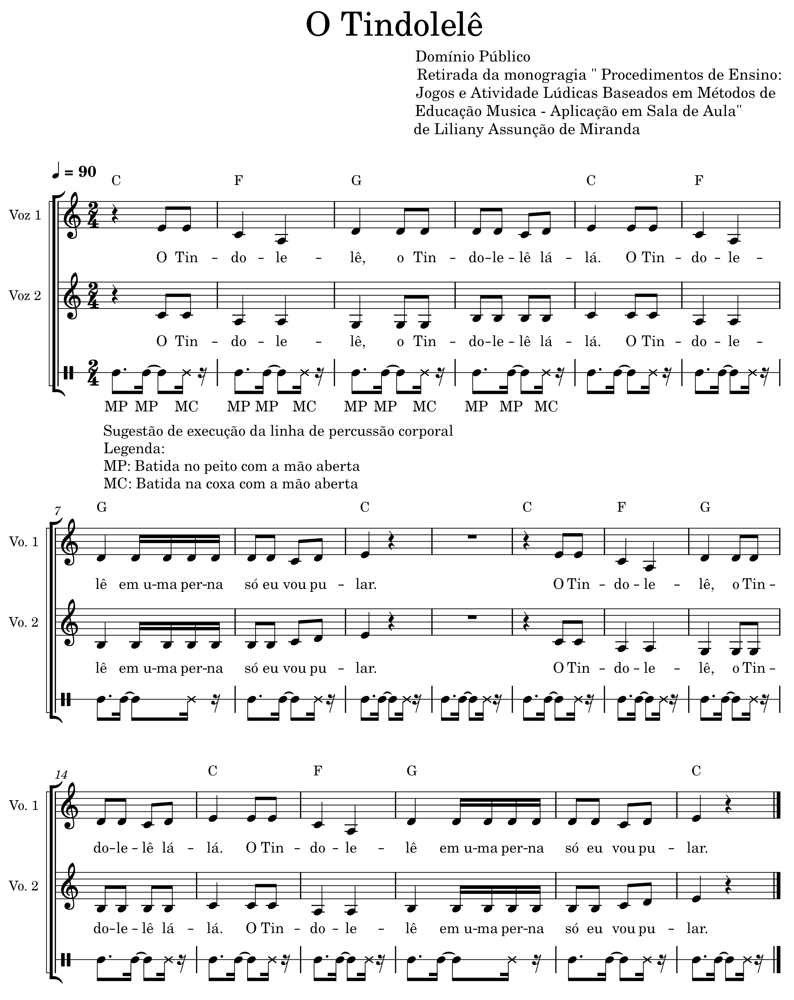 O Tindolelê
Domínio Público
Retirada da monogragia " Procedimentos de Ensino:
Jogos e Atividade Lúdicas Baseados em Métodos de
Educação Musica - Aplicação em Sala de Aula"
de Liliany Assunção de Miranda
= 90
C F G C F
Voz 1
2 4
O Tin - do - le - lê, o Tin - do - le - lê lá - lá. O Tin - do - le -
Voz 2
2 4
O Tin - do - le - lê, o Tin - do - le - lê lá - lá. O Tin - do - le -
2 4
MP MP MC MP MP MC MP MP MC MP MP MC
Sugestão de execução da linha de percussão corporal
Legenda:
MP: Batida no peito com a mão aberta
MC: Batida na coxa com a mão aberta
7 G C C F G
Vo. 1
lê em u - ma per - na só eu vou pu - lar. O Tin - do - le - lê, o Tin -
Vo. 2
lê em u - ma per - na só eu vou pu - lar. O Tin - do - le - lê, o Tin -
14 C F G C
Vo. 1
do - le - lê lá - lá. O Tin - do - le - lê em u - ma per - na só eu vou pu - lar.
Vo. 2
do - le - lê lá - lá. O Tin - do - le - lê em u - ma per - na só eu vou pu - lar.